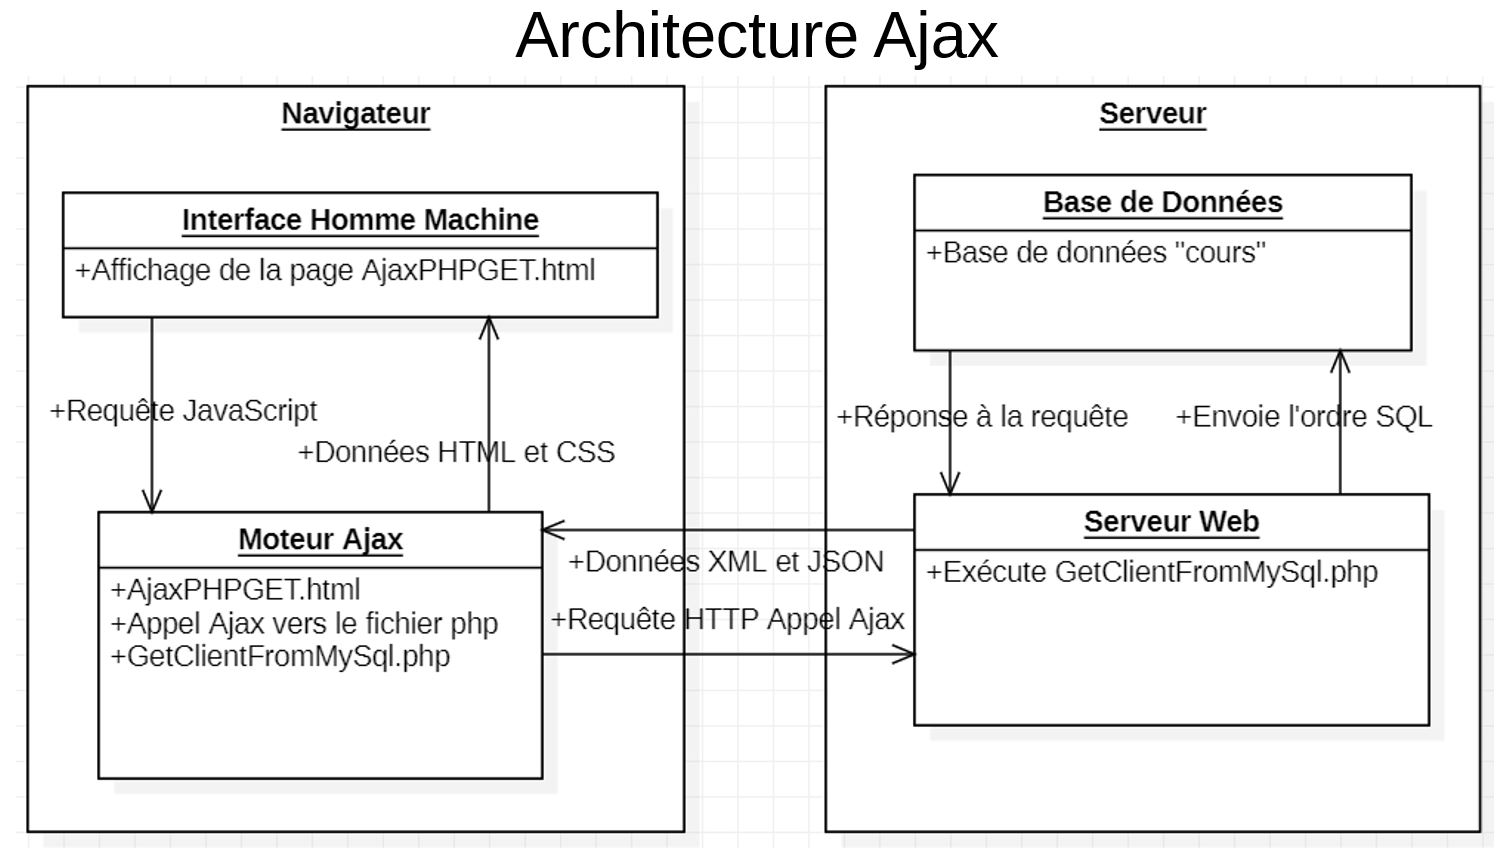 Architecture Ajax
Navigateur
Interface Homme Machine
+Affichage de la page AjaxPHPGET.html
+Requête JavaScript
+Données HTML et CSS
Moteur Ajax
+AjaxPHPGET.html
+Appel Ajax vers le fichier php
+GetClientFromMySql.php
+Données XML et JSON
+Requête HTTP Appel Ajax
Serveur
Base de Données
+Base de données "cours"
+Réponse à la requête
+Envoie l'ordre SQL
Serveur Web
+Exécute GetClientFromMySql.php